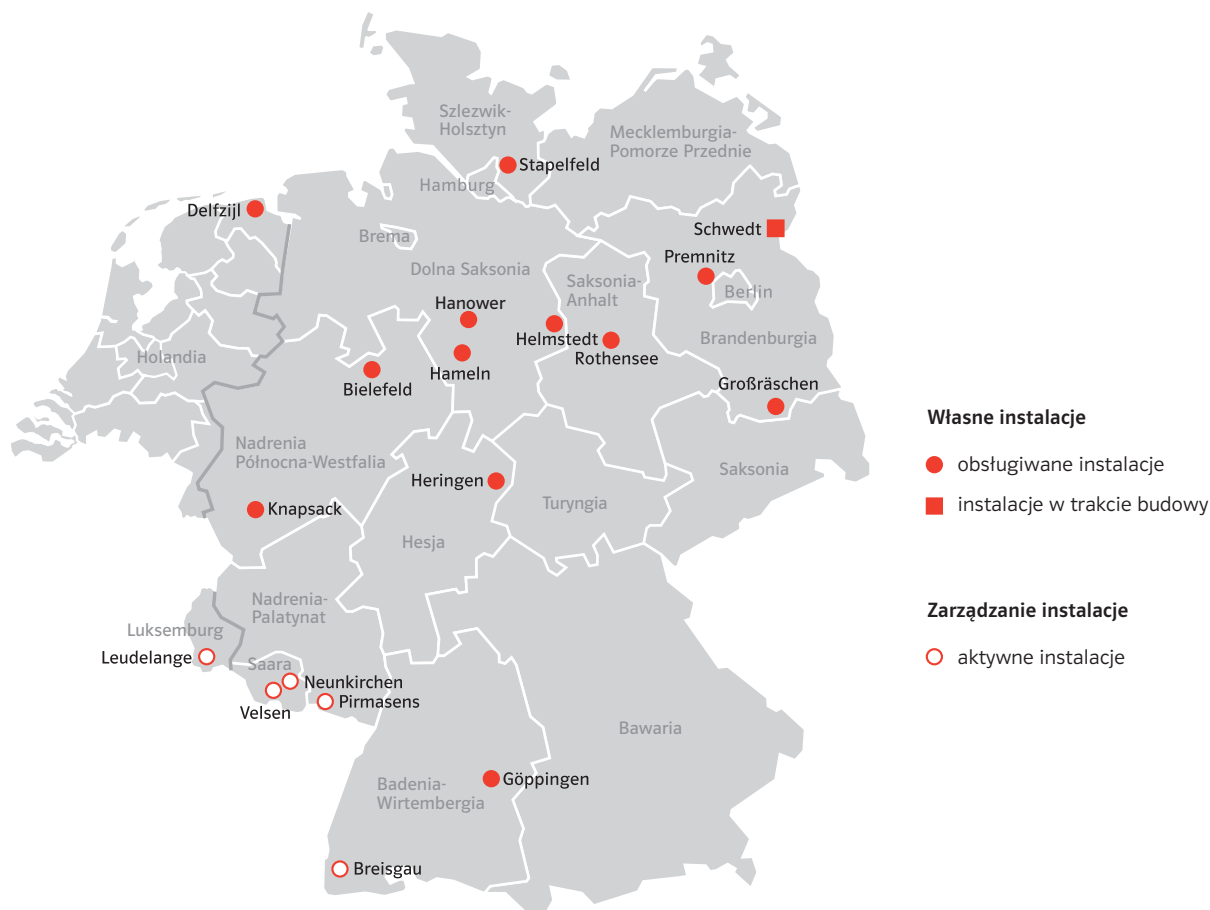 Szlezwik-
Holsztyn
Mecklemburgia-
Pomorze Przednie
Stapelfeld
Hamburg
Delfzijl
Schwedt
Brema
Premnitz
Dolna Saksonia
Saksonia-
Anhalt
Berlin
Hanower
Helmstedt
Rothensee
Brandenburgia
Holandia
Hameln
Bielefeld
Großräschen
Nadrenia
Północna-Westfalia
Heringen
Saksonia
Knapsack
Turyngia
Hesja
Nadrenia-
Palatynat
Luksemburg
Leudelange
Saara
Neunkirchen
Velsen
Pirmasens
Bawaria
Göppingen
Badenia-
Wirtembergia
Breisgau
Własne instalacje
obsługiwane instalacje
instalacje w trakcie budowy
Zarządzanie instalacje
aktywne instalacje